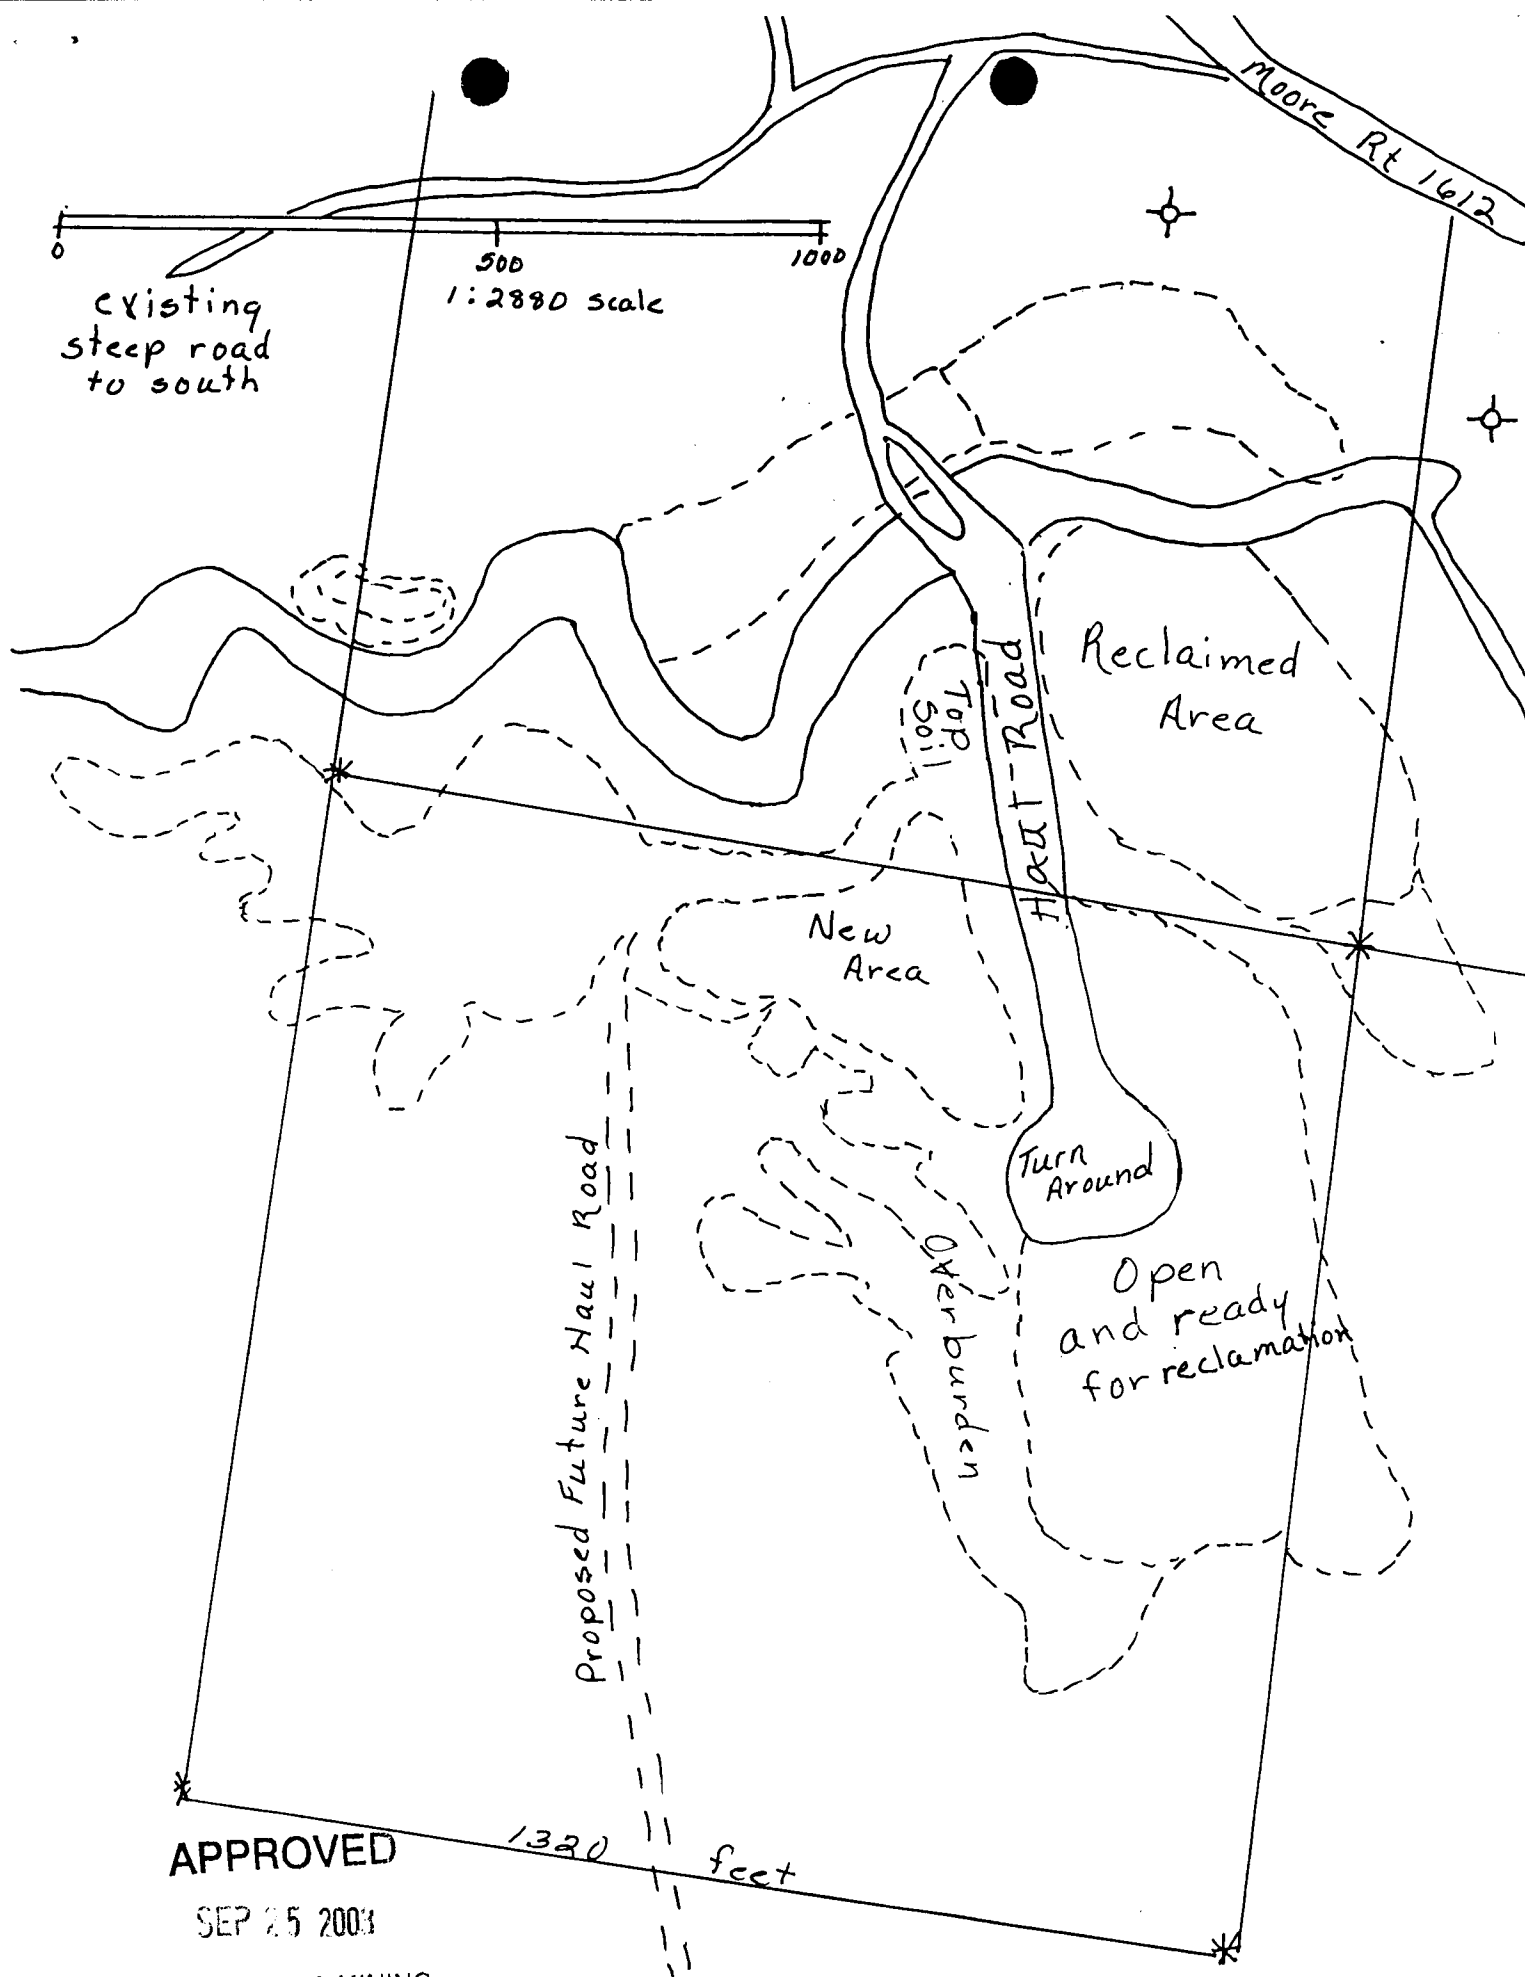 Moore Rt 1612
0
500
1000
1:2880 scale
existing
steep road
to south
Reclaimed
Area
Top
Soil
Haul Road
New
Area
Turn
Around
Overburden
Open
and ready
for reclamation
Proposed Future Haul Road
1320 feet
APPROVED
SEP 25